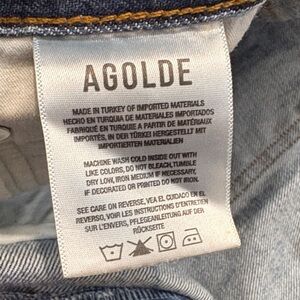 AGOLDE
MADE IN TURKEY OF IMPORTED MATERIALS
HECHO EN TURQUIA DE MATERIALES IMPORTADOS
FABRIQUÉ EN TURQUIE A PARTIR DE MATÉRIAUX
IMPORTÉS, IN DER TÜRKEI HERGESTELLT MIT
IMPORTIERTEN MATERIALIEN
MACHINE WASH COLD INSIDE OUT WITH
LIKE COLORS, DO NOT BLEACH,TUMBLE
DRY LOW, IRON MEDIUM IF NECESSARY,
IF DECORATED OR PRINTED DO NOT IRON.
SEE CARE ON REVERSE, VEA EL CUIDADO EN EL
REVERSO, VOIR LES INSTRUCTIONS D'ENTRETIEN
SUR L'ENVERS, PFLEGEANLEITUNG AUF DER
RÜCKSEITE